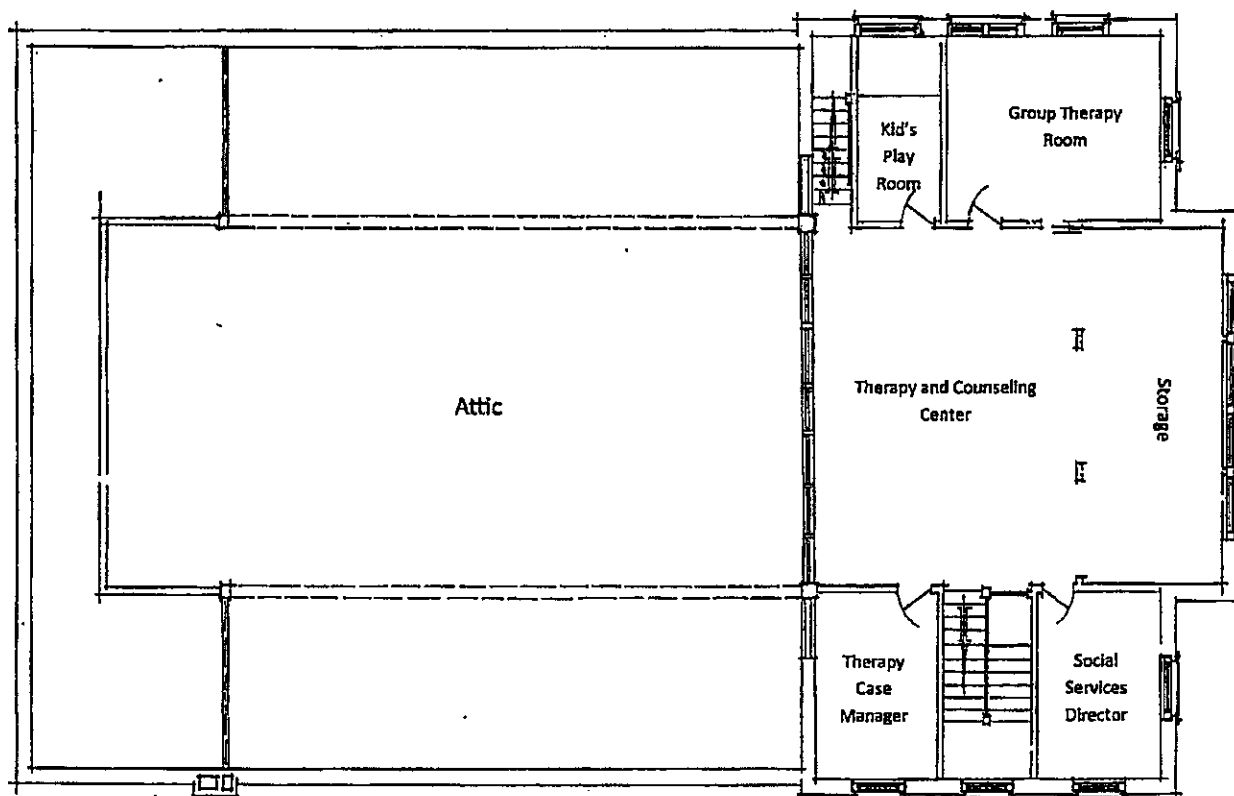 Group Therapy
Room
Kid's
Play
Room
Attic
Therapy and Counseling
Center
Storage
Therapy
Case
Manager
Social
Services
Director